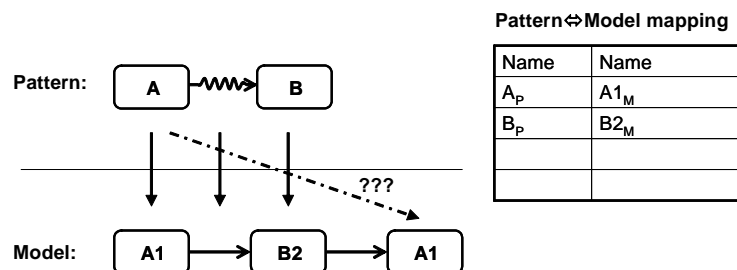 Pattern⇔Model mapping
Name Name
Pattern: A B
A_P A1_M
B_P B2_M
???
Model: A1 B2 A1